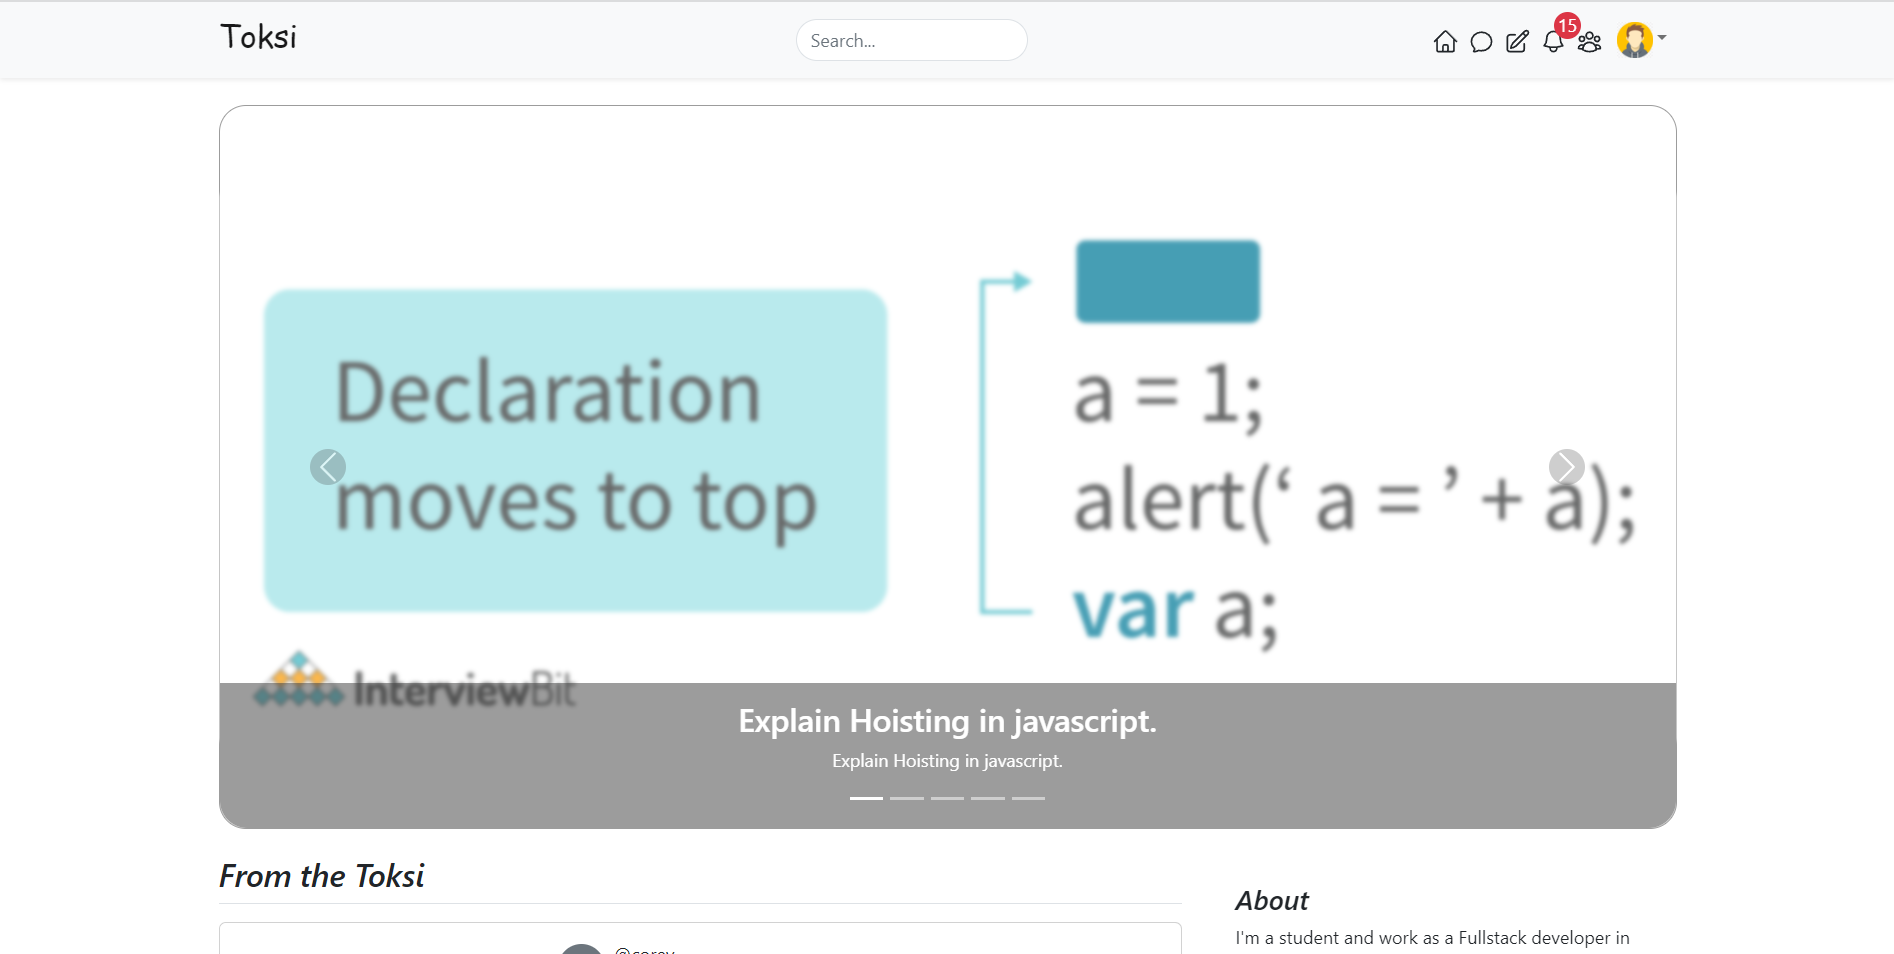 Toksi
Search...
15
Declaration
moves to top
a = 1;
alert(‘ a = ’ + a);
var a;
InterviewBit
Explain Hoisting in javascript.
Explain Hoisting in javascript.
From the Toksi
@corey
About
I'm a student and work as a Fullstack developer in